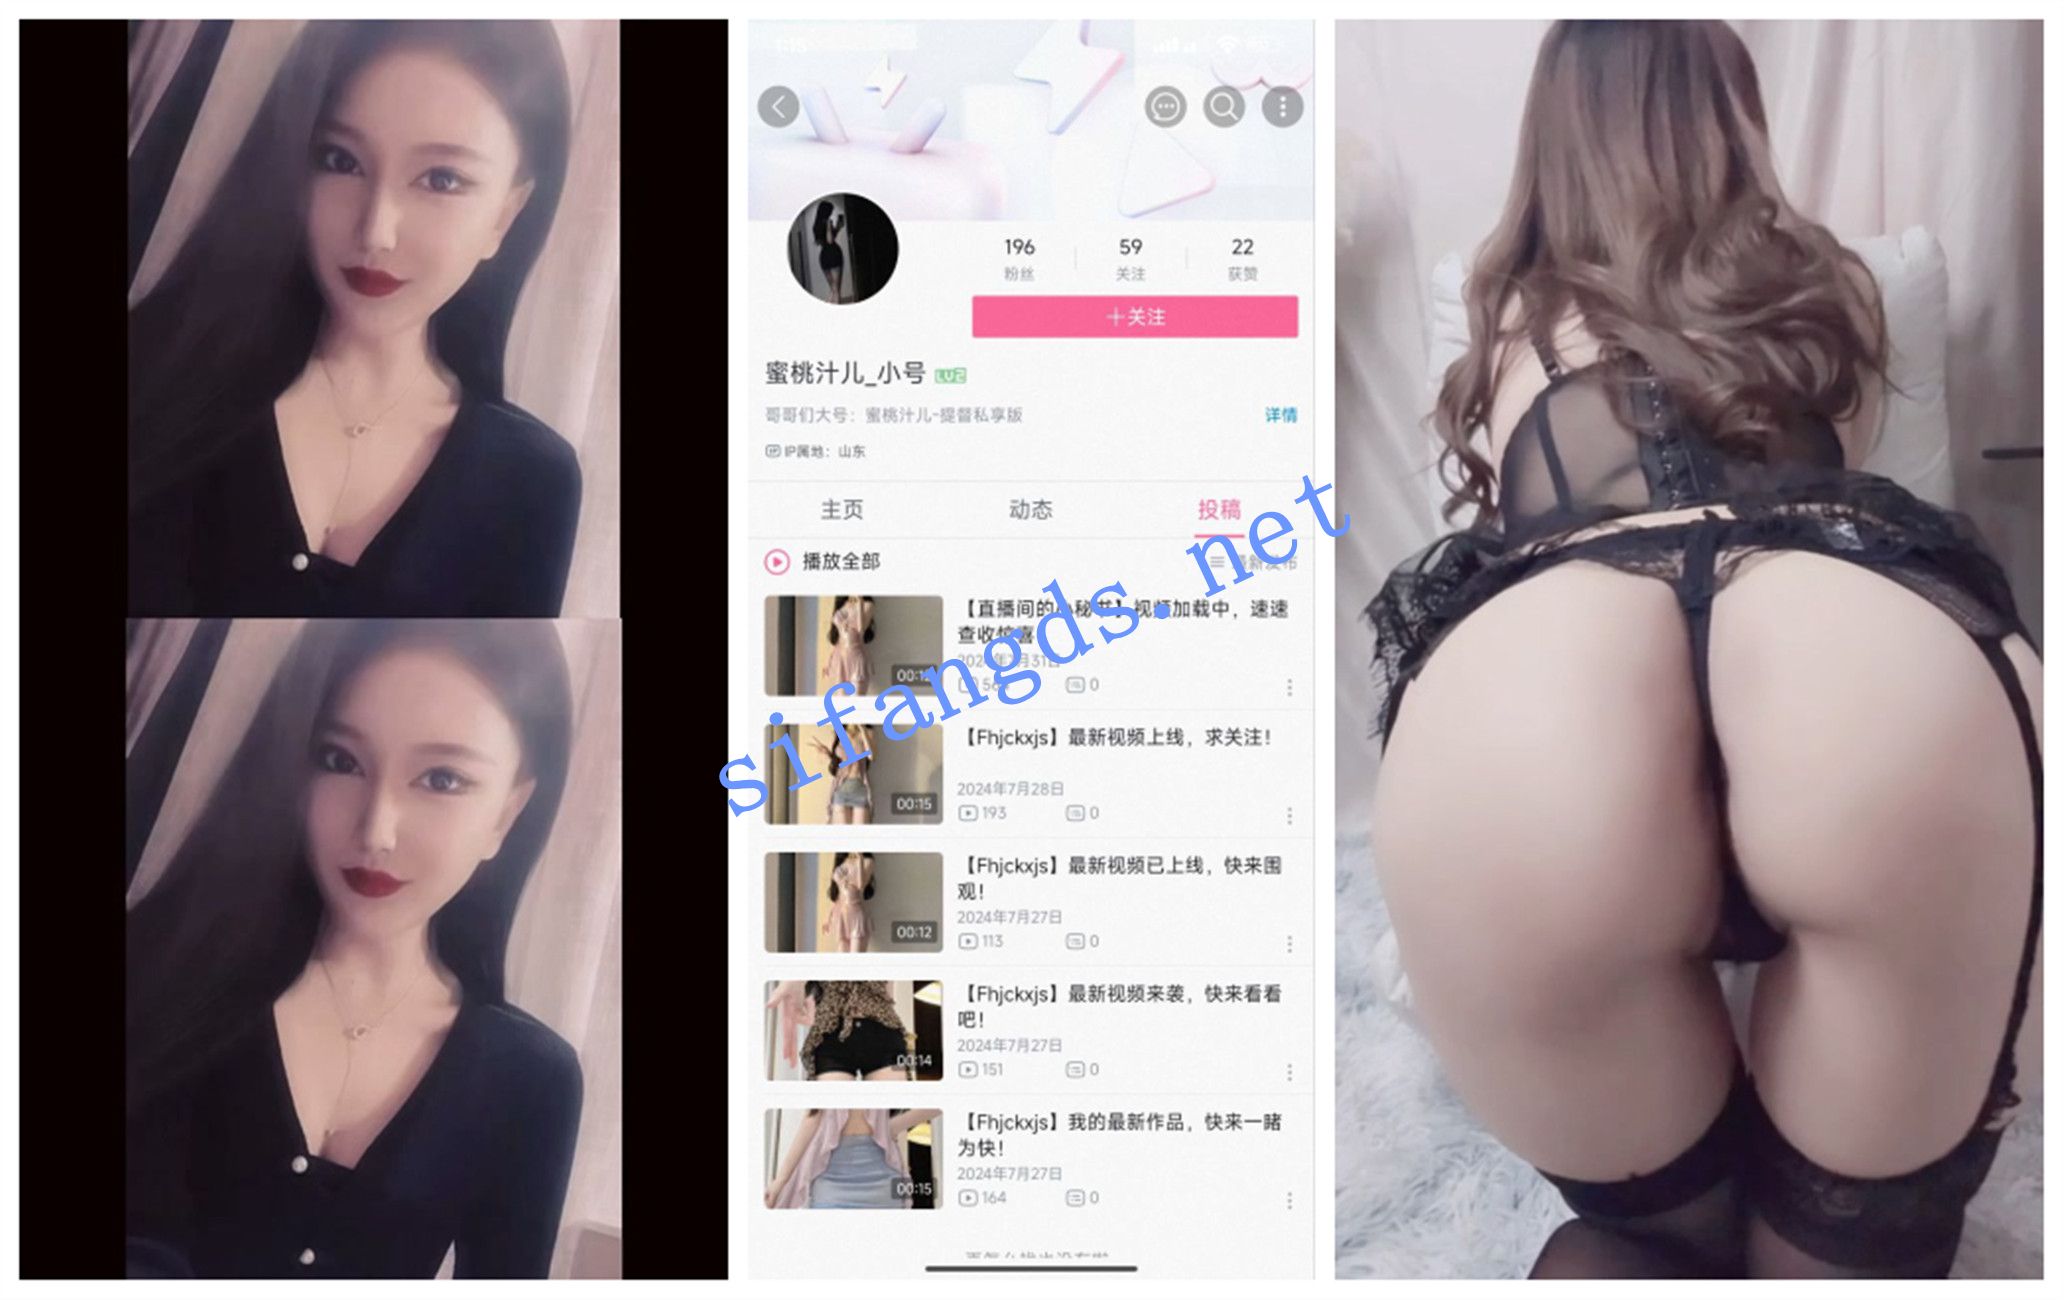 196
59
22
粉丝
关注
获赞
十关注
蜜桃汁儿_小号 LV2
哥哥们大号：蜜桃汁儿-提督私享版
详情
IP属地：山东
主页
动态
投稿
播放全部
最新发布
【直播间的小秘书】视频加载中，速速
查收惊喜
2024年7月31日
0
00:12
【Fhjckxjs】最新视频上线，求关注！
2024年7月28日
193
0
00:15
【Fhjckxjs】最新视频已上线，快来围
观！
2024年7月27日
113
0
00:12
【Fhjckxjs】最新视频来袭，快来看看
吧！
2024年7月27日
151
0
00:14
【Fhjckxjs】我的最新作品，快来一睹
为快！
2024年7月27日
164
0
00:15
sifangds.net